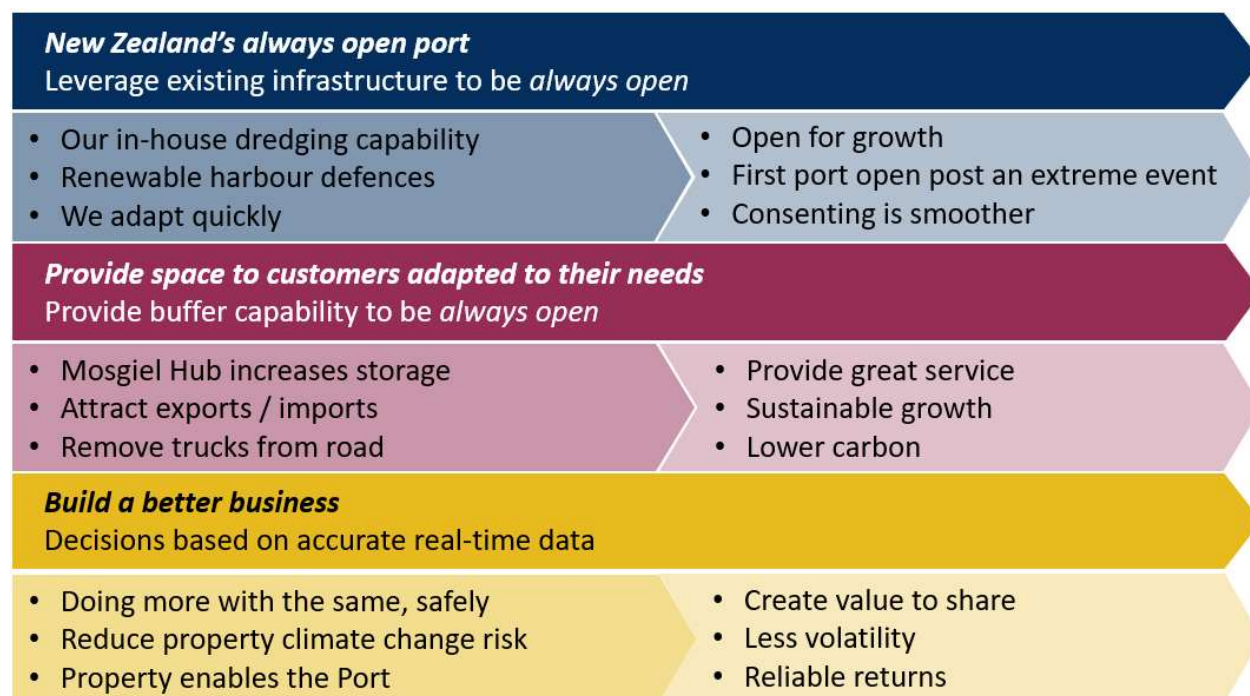 New Zealand’s always open port
Leverage existing infrastructure to be always open
• Our in-house dredging capability
• Renewable harbour defences
• We adapt quickly
• Open for growth
• First port open post an extreme event
• Consenting is smoother
Provide space to customers adapted to their needs
Provide buffer capability to be always open
• Mosgiel Hub increases storage
• Attract exports / imports
• Remove trucks from road
• Provide great service
• Sustainable growth
• Lower carbon
Build a better business
Decisions based on accurate real-time data
• Doing more with the same, safely
• Reduce property climate change risk
• Property enables the Port
• Create value to share
• Less volatility
• Reliable returns